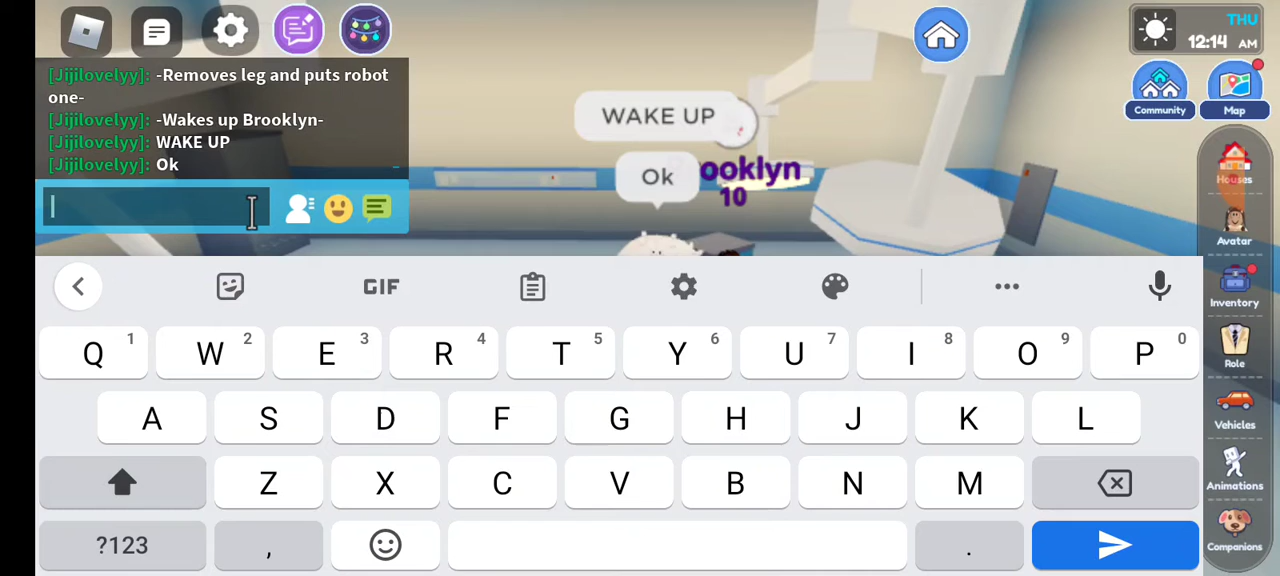 [Jijilovelyy]: -Removes leg and puts robot
one-
[Jijilovelyy]: -Wakes up Brooklyn-
[Jijilovelyy]: WAKE UP
[Jijilovelyy]: Ok
WAKE UP
Ok
ooklyn
10
THU
12:14 AM
Community
Map
Houses
Avatar
Inventory
Role
Vehicles
Animations
Companions
GIF
Q 1 W 2 E 3 R 4 T 5 Y 6 U 7 I 8 O 9 P 0
A S D F G H J K L
Z X C V B N M
?123 , .